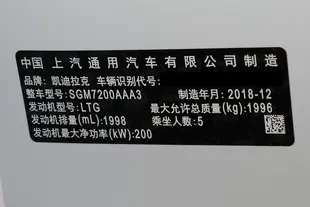 中国 上汽通用汽车有限公司制造
品牌: 凯迪拉克 车辆识别代号:
整车型号:SGM7200AAA3 制造年月: 2018-12
发动机型号:LTG 最大允许总质量(kg):1996
发动机排量(mL):1998 乘坐人数:5
发动机最大净功率(kW):200